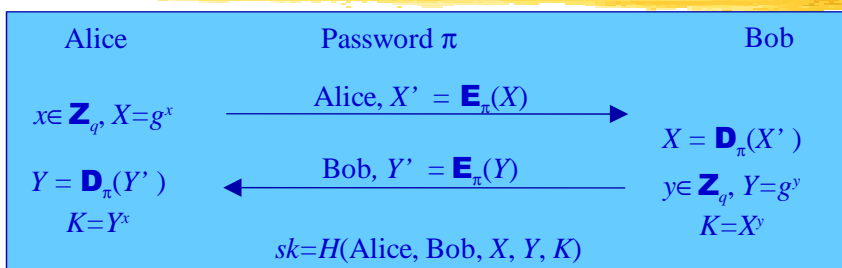 Alice Password π Bob
x∈ Z_q, X=g^x
Alice, X’ = E_π(X)
X = D_π(X’ )
Y = D_π(Y’ )
Bob, Y’ = E_π(Y)
y∈ Z_q, Y=g^y
K=Y^x
K=X^y
sk=H(Alice, Bob, X, Y, K)